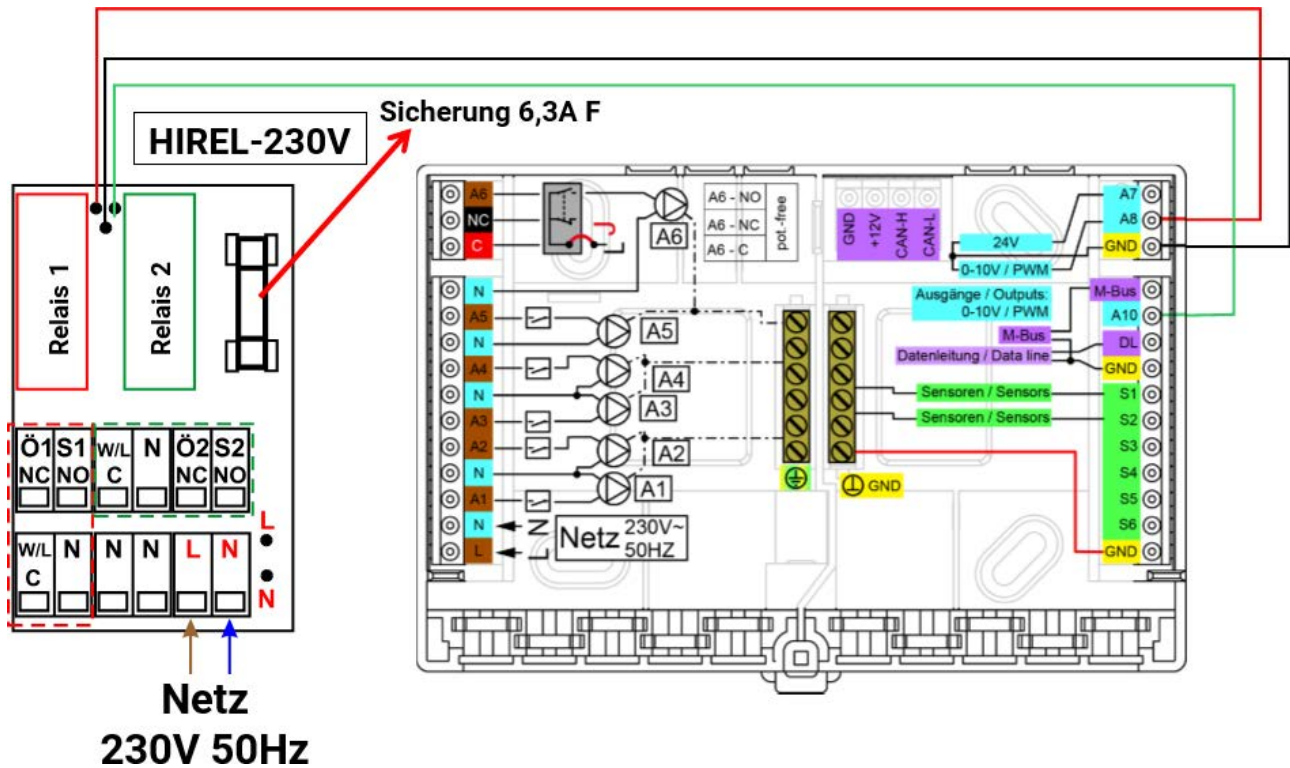 Sicherung 6,3A F
HIREL-230V
Relais 1
Relais 2
Ö1 S1 W/L N Ö2 S2
NC NO C NC NO
W/L N N N L N
C
L
N
Netz
230V 50Hz
A6
NC
C
N
A5
N
A4
N
A3
A2
N
A1
N
L
A6
A6 - NO
A6 - NC
A6 - C
pot.-free
A5
A4
A3
A2
A1
N
L
Netz 230V~
50HZ
GND
+12V
CAN-H
CAN-L
24V
0-10V / PWM
Ausgänge / Outputs:
0-10V / PWM
M-Bus
Datenleitung / Data line
Sensoren / Sensors
Sensoren / Sensors
GND
A7
A8
GND
M-Bus
A10
DL
GND
S1
S2
S3
S4
S5
S6
GND